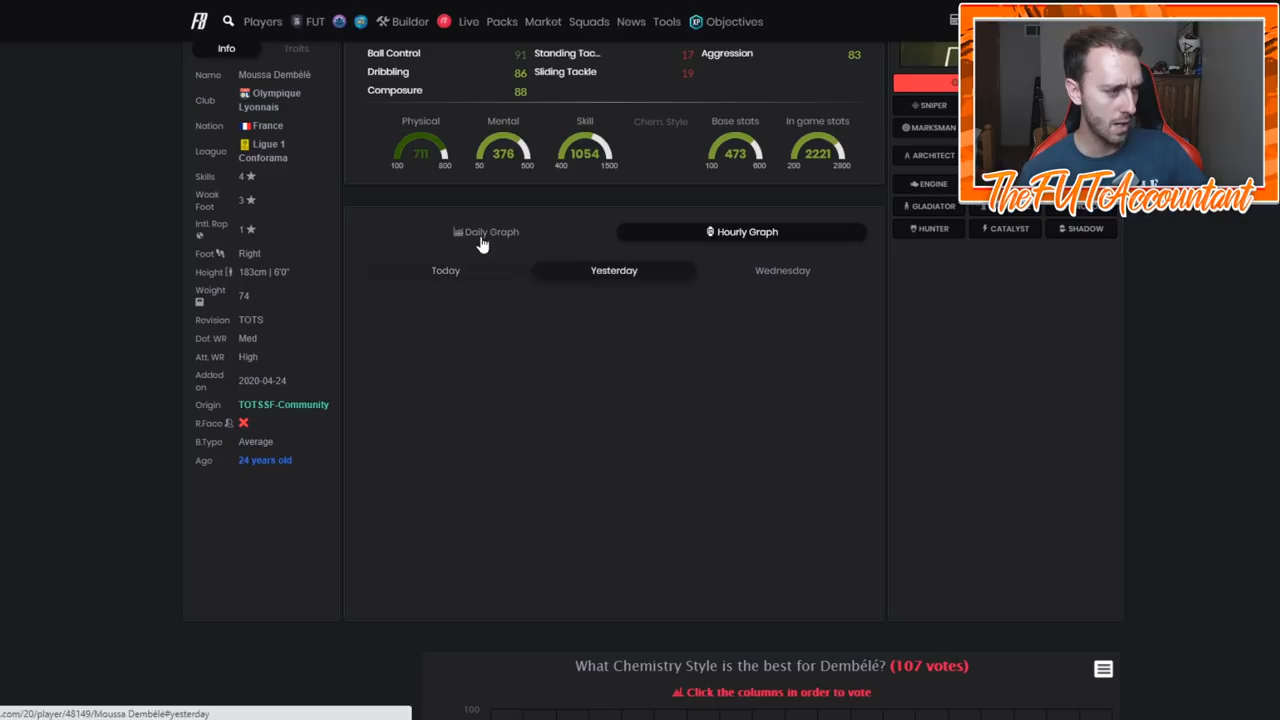 FB Players FUT Builder Live Packs Market Squads News Tools XP Objectives
Info Traits
Name Moussa Dembélé
Club Olympique Lyonnais
Nation France
League Ligue 1 Conforama
Skills 4
Weak Foot 3
Intl. Rep 1
Foot Right
Height 183cm | 6'0"
Weight 74
Revision TOTS
Def. WR Med
Att. WR High
Added on 2020-04-24
Origin TOTSSF-Community
R.Face
B.Type Average
Age 24 years old
Ball Control 91 Standing Tac... 17 Aggression 83
Dribbling 86 Sliding Tackle 19
Composure 88
Physical Mental Skill Chem. Style Base stats In game stats
711 376 1054 473 2221
100 800 50 500 400 1500 100 600 200 2800
Daily Graph Hourly Graph
Today Yesterday Wednesday
SNIPER
MARKSMAN
ARCHITECT
ENGINE
GLADIATOR
HUNTER CATALYST SHADOW
TheFUTAccountant
What Chemistry Style is the best for Dembélé? (107 votes)
Click the columns in order to vote
100
s.com/20/player/48149/Moussa Dembélé#yesterday